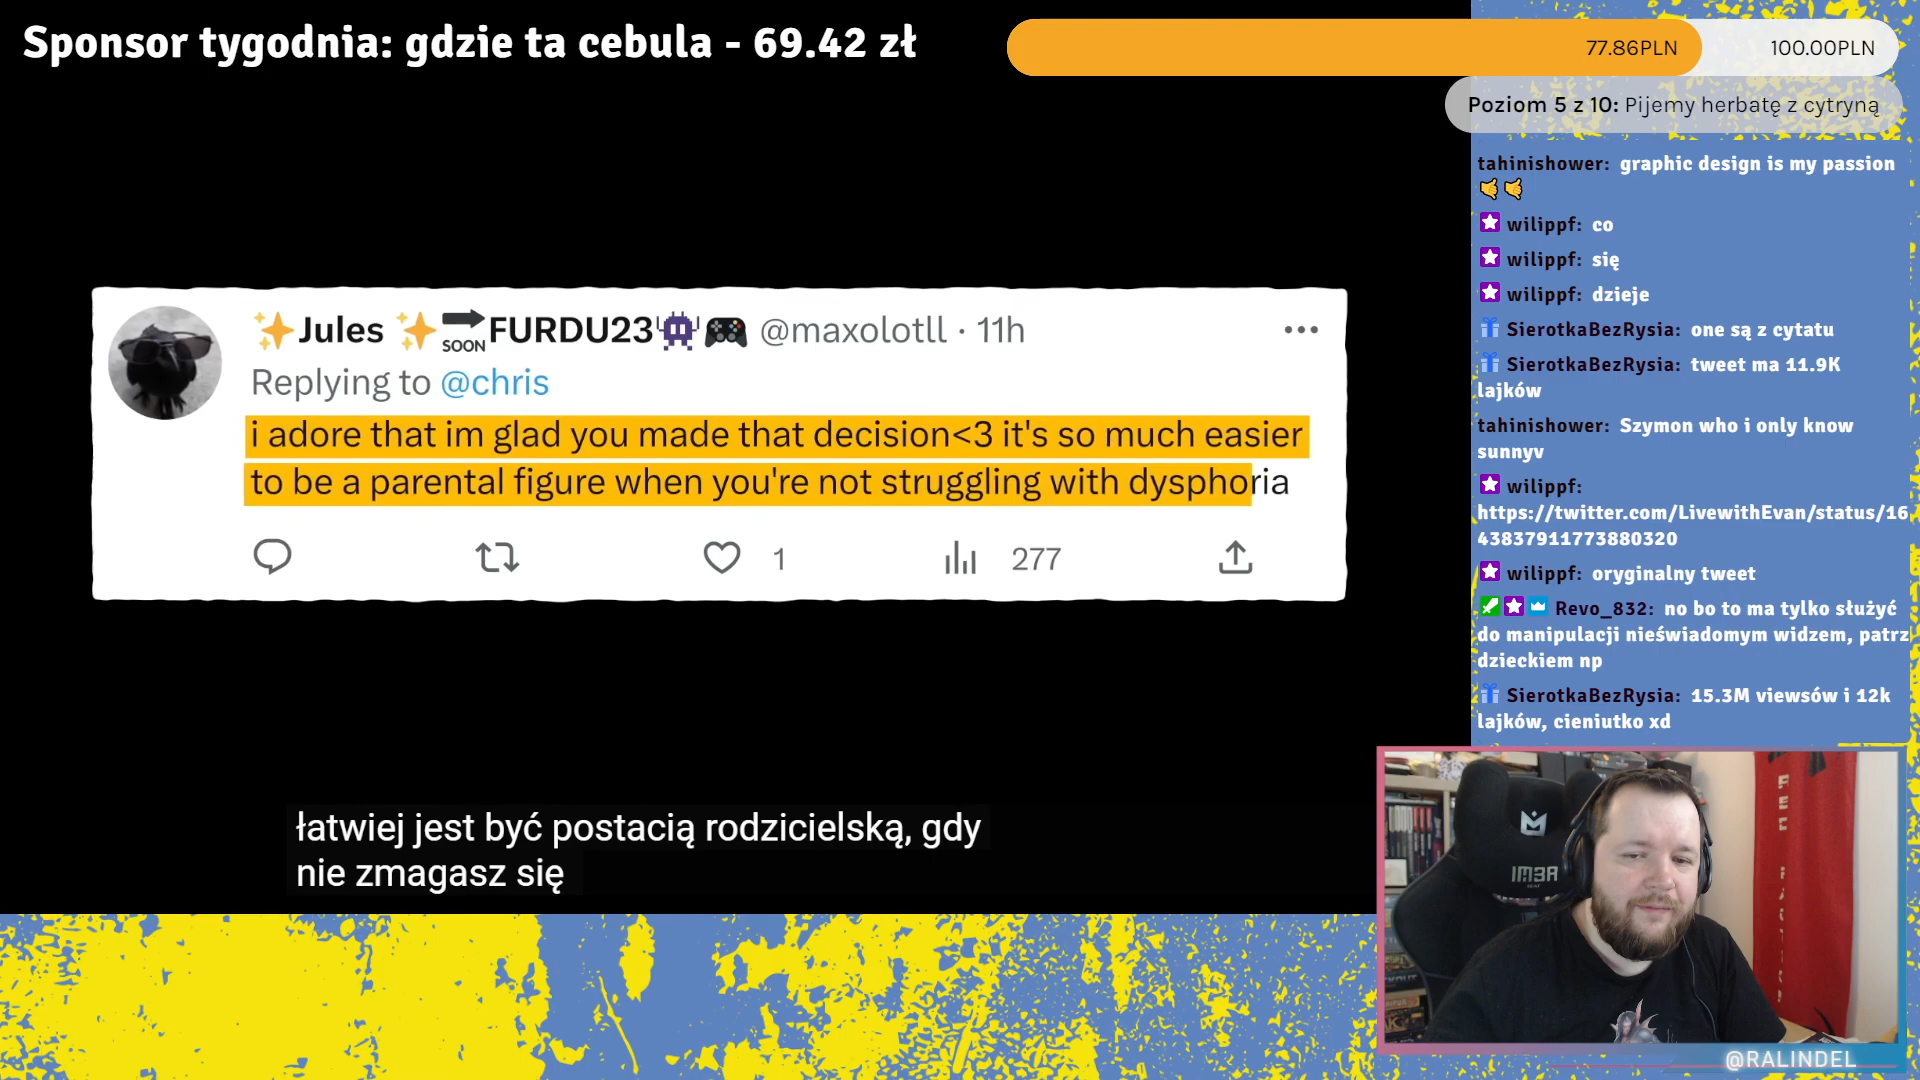 Sponsor tygodnia: gdzie ta cebula - 69.42 zł
77.86PLN
100.00PLN
Poziom 5 z 10: Pijemy herbatę z cytryną
✨Jules ✨SOON FURDU23👾🎮 @maxolotll · 11h
Replying to @chris
i adore that im glad you made that decision<3 it's so much easier
to be a parental figure when you're not struggling with dysphoria
1
277
łatwiej jest być postacią rodzicielską, gdy
nie zmagasz się
tahinishower: graphic design is my passion
🤙🤙
wilippf: co
wilippf: się
wilippf: dzieje
SierotkaBezRysia: one są z cytatu
SierotkaBezRysia: tweet ma 11.9K
lajków
tahinishower: Szymon who i only know
sunnyv
wilippf:
https://twitter.com/LivewithEvan/status/16
43837911773880320
wilippf: oryginalny tweet
Revo_832: no bo to ma tylko służyć
do manipulacji nieświadomym widzem, patrz
dzieckiem np
SierotkaBezRysia: 15.3M viewsów i 12k
lajków, cieniutko xd
IM3A
@RALINDEL